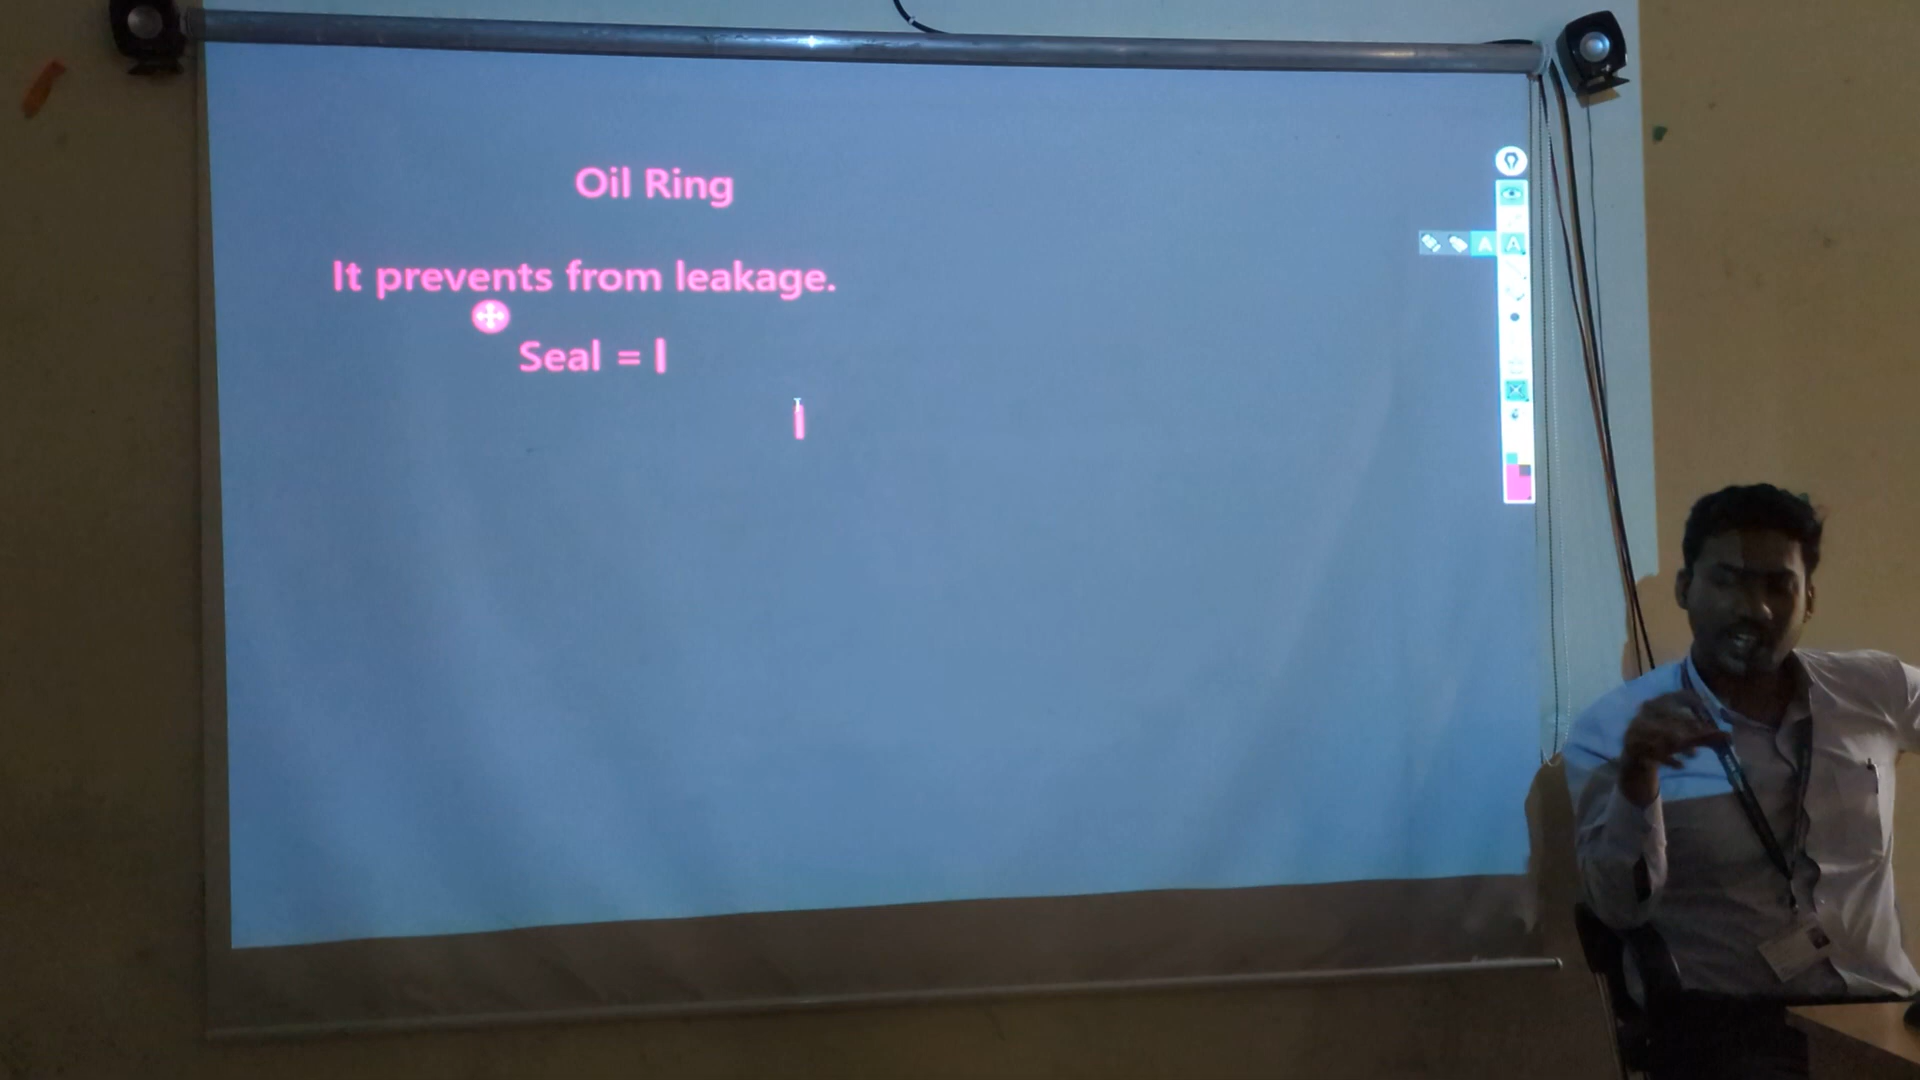 Oil Ring
It prevents from leakage.
Seal =
A A